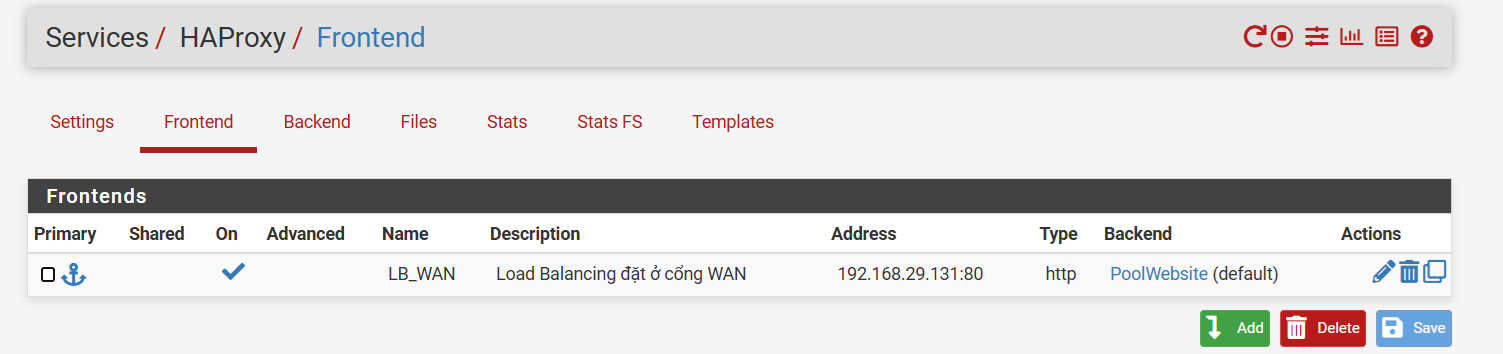 Services / HAProxy / Frontend
Settings Frontend Backend Files Stats Stats FS Templates
Frontends
Primary Shared On Advanced Name Description Address Type Backend Actions
LB_WAN Load Balancing đặt ở cổng WAN 192.168.29.131:80 http PoolWebsite (default)
Add Delete Save